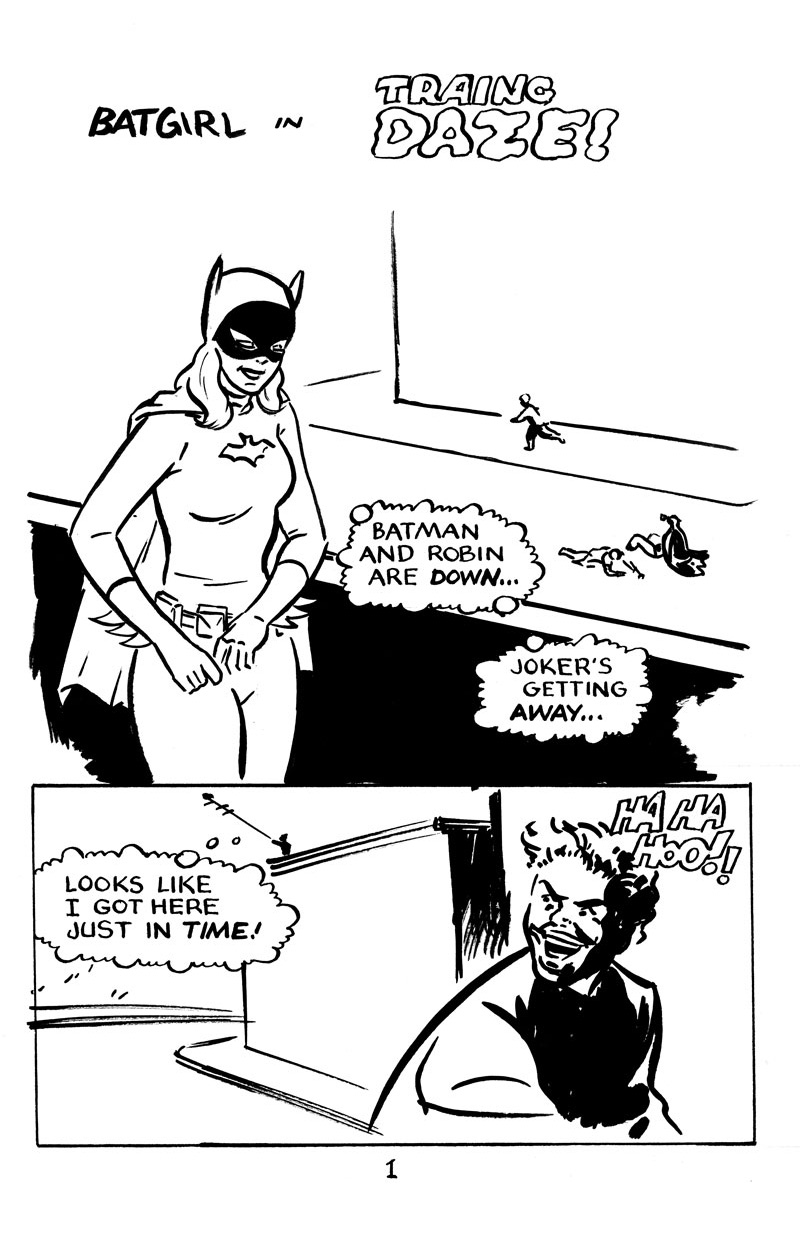 BATGIRL IN
TRAING
DAZE!
BATMAN
AND ROBIN
ARE DOWN...
JOKER'S
GETTING
AWAY...
HA HA
HOO!!
LOOKS LIKE
I GOT HERE
JUST IN TIME!
1